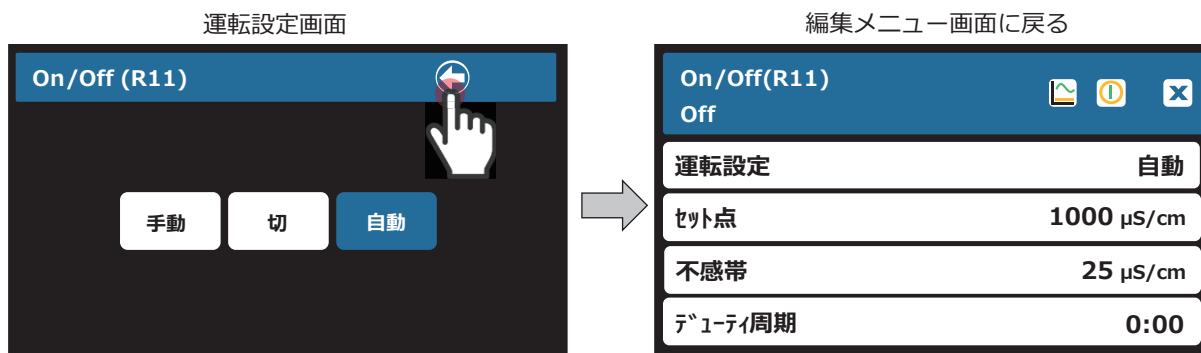 運転設定画面
On/Off (R11)
手動 切 自動
編集メニュー画面に戻る
On/Off(R11)
Off
運転設定 自動
ｾｯﾄ点 1000 µS/cm
不感帯 25 µS/cm
ﾃﾞｭｰﾃｨ周期 0:00